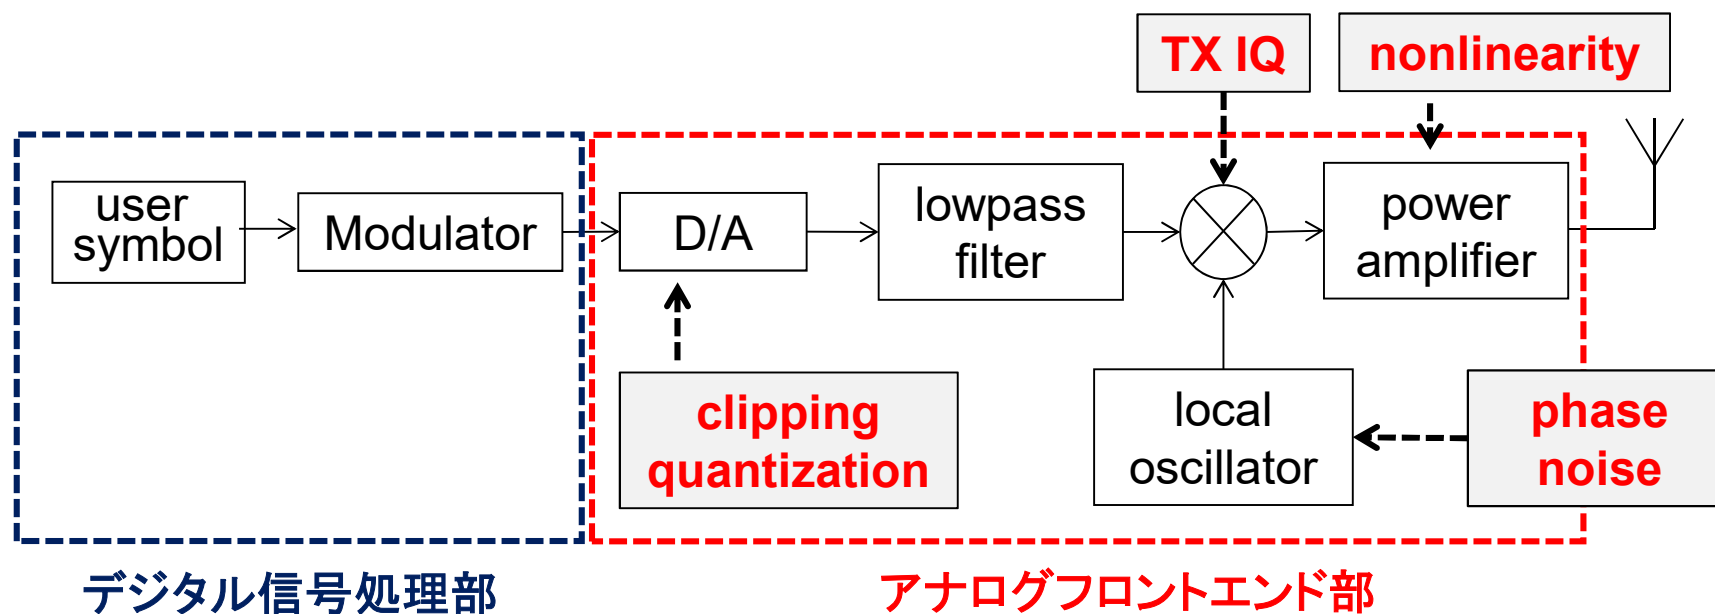 TX IQ
nonlinearity
user
symbol
Modulator
D/A
lowpass
filter
power
amplifier
clipping
quantization
local
oscillator
phase
noise
デジタル信号処理部
アナログフロントエンド部